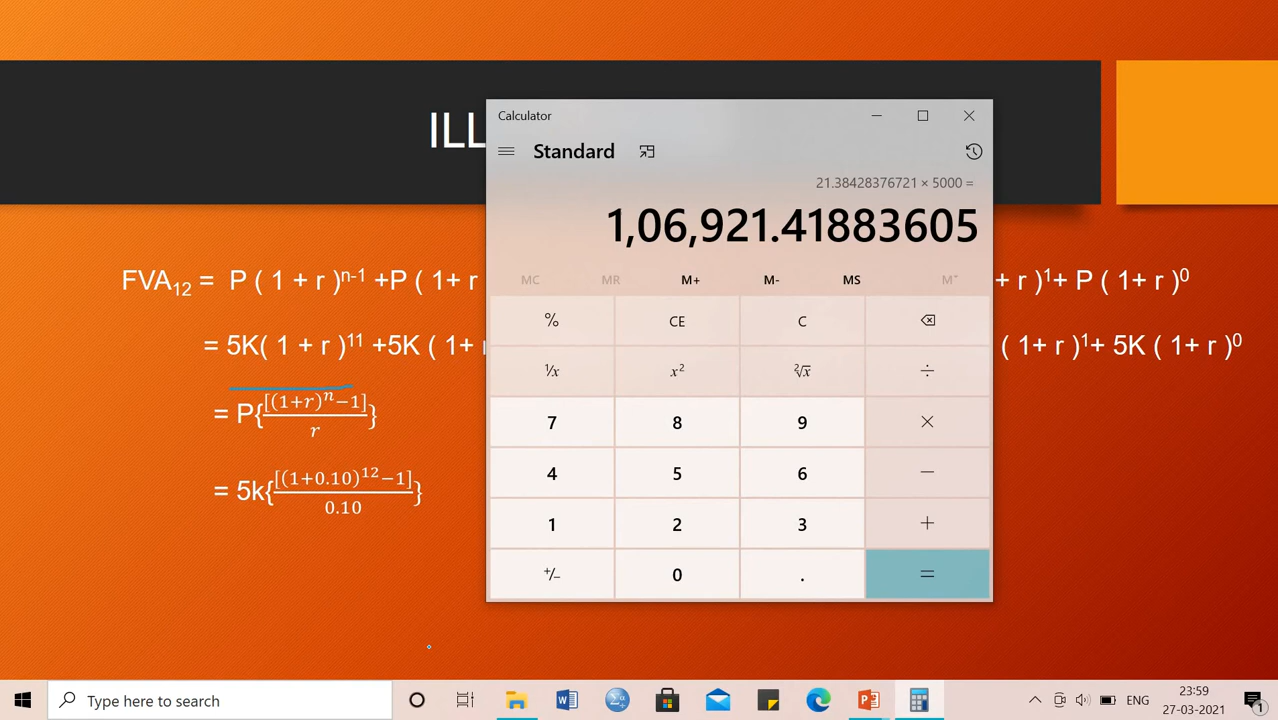 ILL
Calculator
Standard
21.38428376721 × 5000 =
1,06,921.41883605
MC MR M+ M- MS M˅
% CE C
¹/x x² ²√x ÷
7 8 9 ×
4 5 6 −
1 2 3 +
+/− 0 . =
FVA₁₂ = P ( 1 + r )ⁿ⁻¹ +P ( 1+ r
+ r )¹+ P ( 1+ r )⁰
= 5K( 1 + r )¹¹ +5K ( 1+ r
( 1+ r )¹+ 5K ( 1+ r )⁰
= P{[(1+r)ⁿ−1]/r}
= 5k{[(1+0.10)¹²−1]/0.10}
Type here to search
ENG
23:59
27-03-2021
1